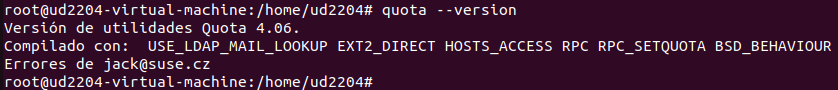 root@ud2204-virtual-machine:/home/ud2204# quota --version
Versión de utilidades Quota 4.06.
Compilado con:  USE_LDAP_MAIL_LOOKUP EXT2_DIRECT HOSTS_ACCESS RPC RPC_SETQUOTA BSD_BEHAVIOUR
Errores de jack@suse.cz
root@ud2204-virtual-machine:/home/ud2204#